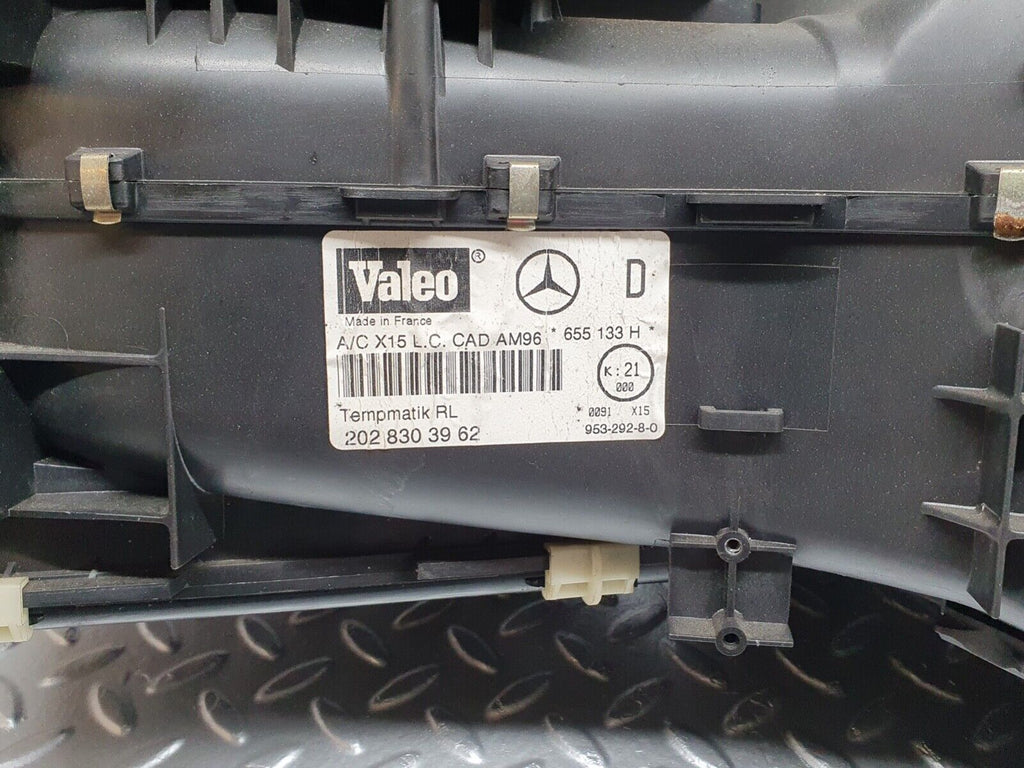 Valeo ® D
Made in France
A/C X15 L.C. CAD AM96 * 655 133 H *
K: 21
000
Tempmatik RL
0091 X15
202 830 39 62
953-292-8-0